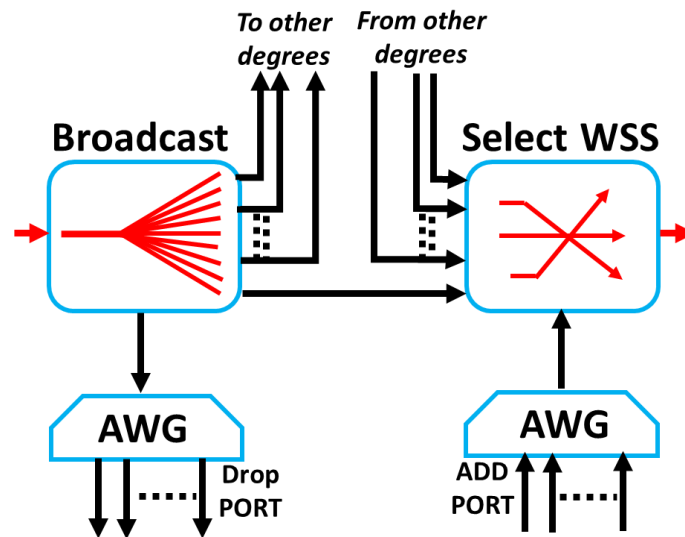 To other
degrees
From other
degrees
Broadcast
Select WSS
AWG
Drop
PORT
AWG
ADD
PORT